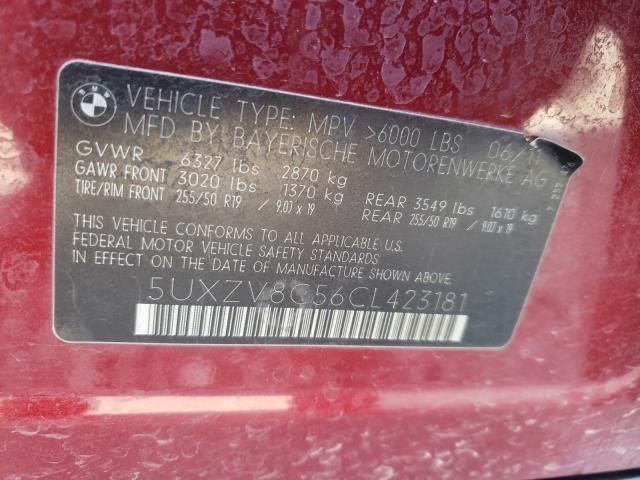 BMW
VEHICLE TYPE: MPV >6000 LBS 06/11
MFD BY BAYERISCHE MOTORENWERKE AG
GVWR 6327 lbs 2870 kg
GAWR FRONT 3020 lbs 1370 kg REAR 3549 lbs 1610 kg
TIRE/RIM FRONT 255/50 R19 / 9.0J x 19 REAR 255/50 R19 / 9.0J x 19
THIS VEHICLE CONFORMS TO ALL APPLICABLE U.S.
FEDERAL MOTOR VEHICLE SAFETY STANDARDS
IN EFFECT ON THE DATE OF MANUFACTURE SHOWN ABOVE.
5UXZV8C56CL423181